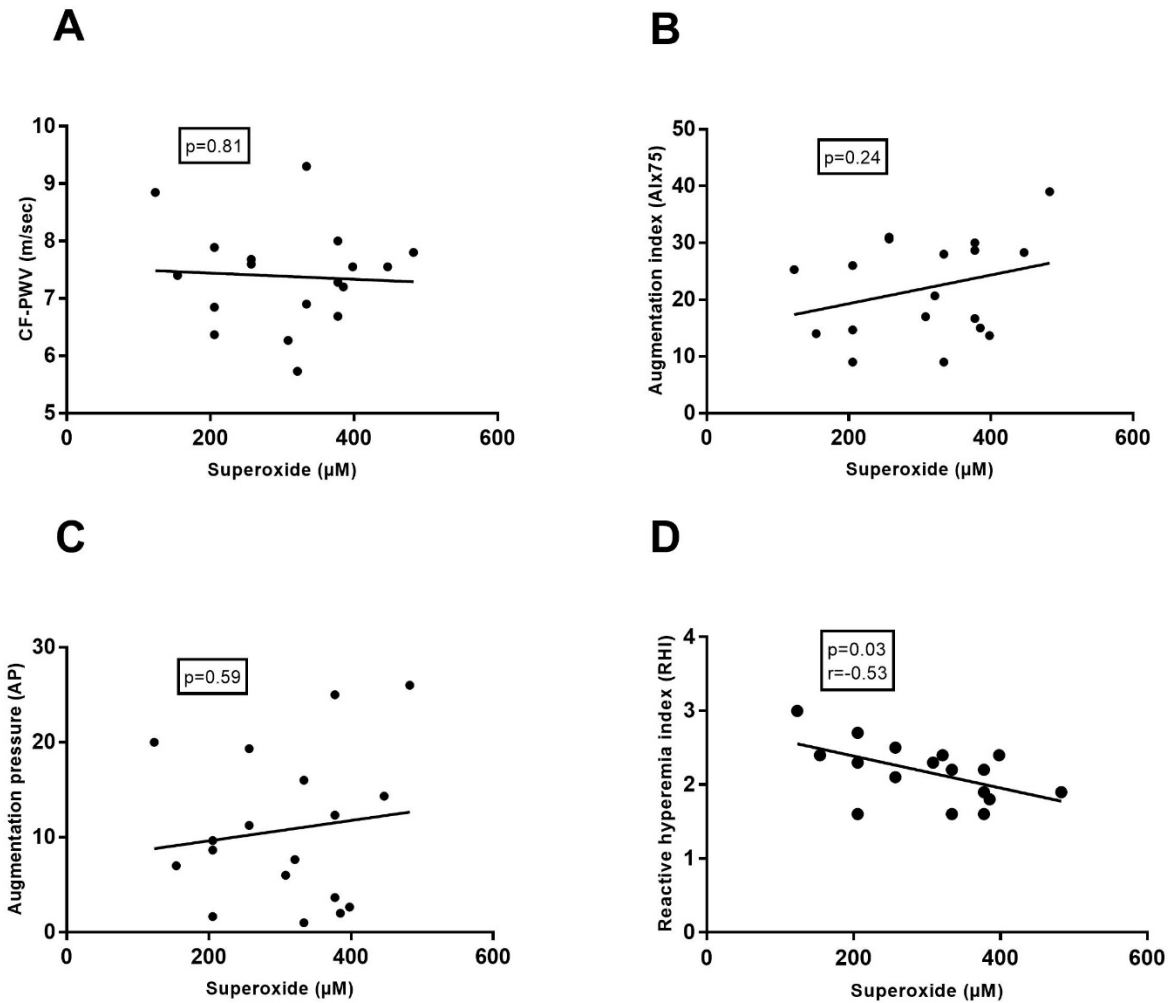 A
p=0.81
CF-PWV (m/sec)
10
9
8
7
6
5
0
200
400
600
Superoxide (µM)
B
p=0.24
Augmentation index (AIx75)
50
40
30
20
10
0
0
200
400
600
Superoxide (µM)
C
p=0.59
Augmentation pressure (AP)
30
20
10
0
0
200
400
600
Superoxide (µM)
D
p=0.03
r=-0.53
Reactive hyperemia index (RHI)
4
3
2
1
0
0
200
400
600
Superoxide (µM)